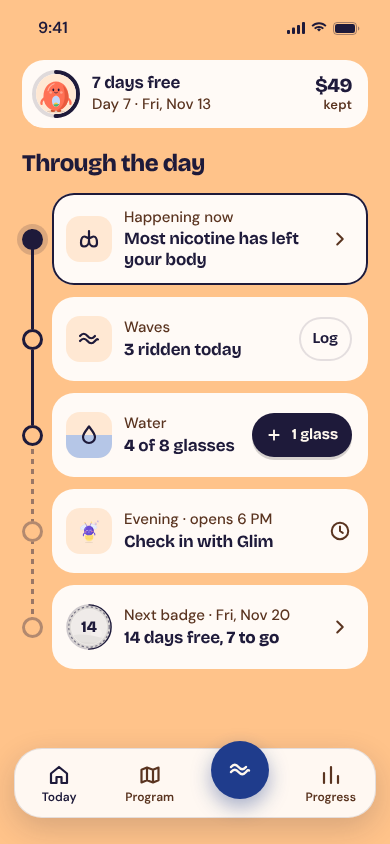 9:41
7 days free
Day 7 · Fri, Nov 13
$49
kept
Through the day
Happening now
Most nicotine has left
your body
Waves
3 ridden today
Log
Water
4 of 8 glasses
+ 1 glass
Evening · opens 6 PM
Check in with Glim
14
Next badge · Fri, Nov 20
14 days free, 7 to go
Today
Program
Progress